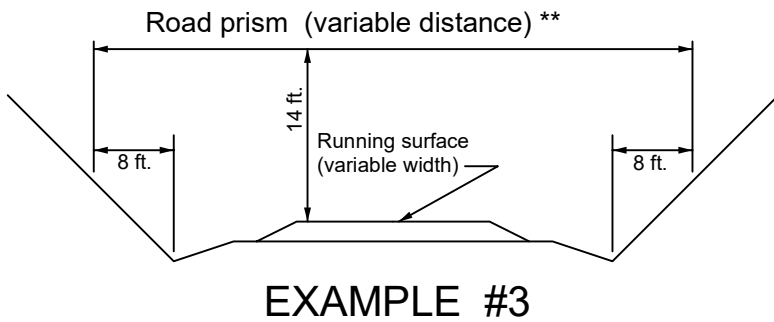 Road prism (variable distance) **
14 ft.
8 ft.
Running surface
(variable width)
8 ft.
EXAMPLE #3